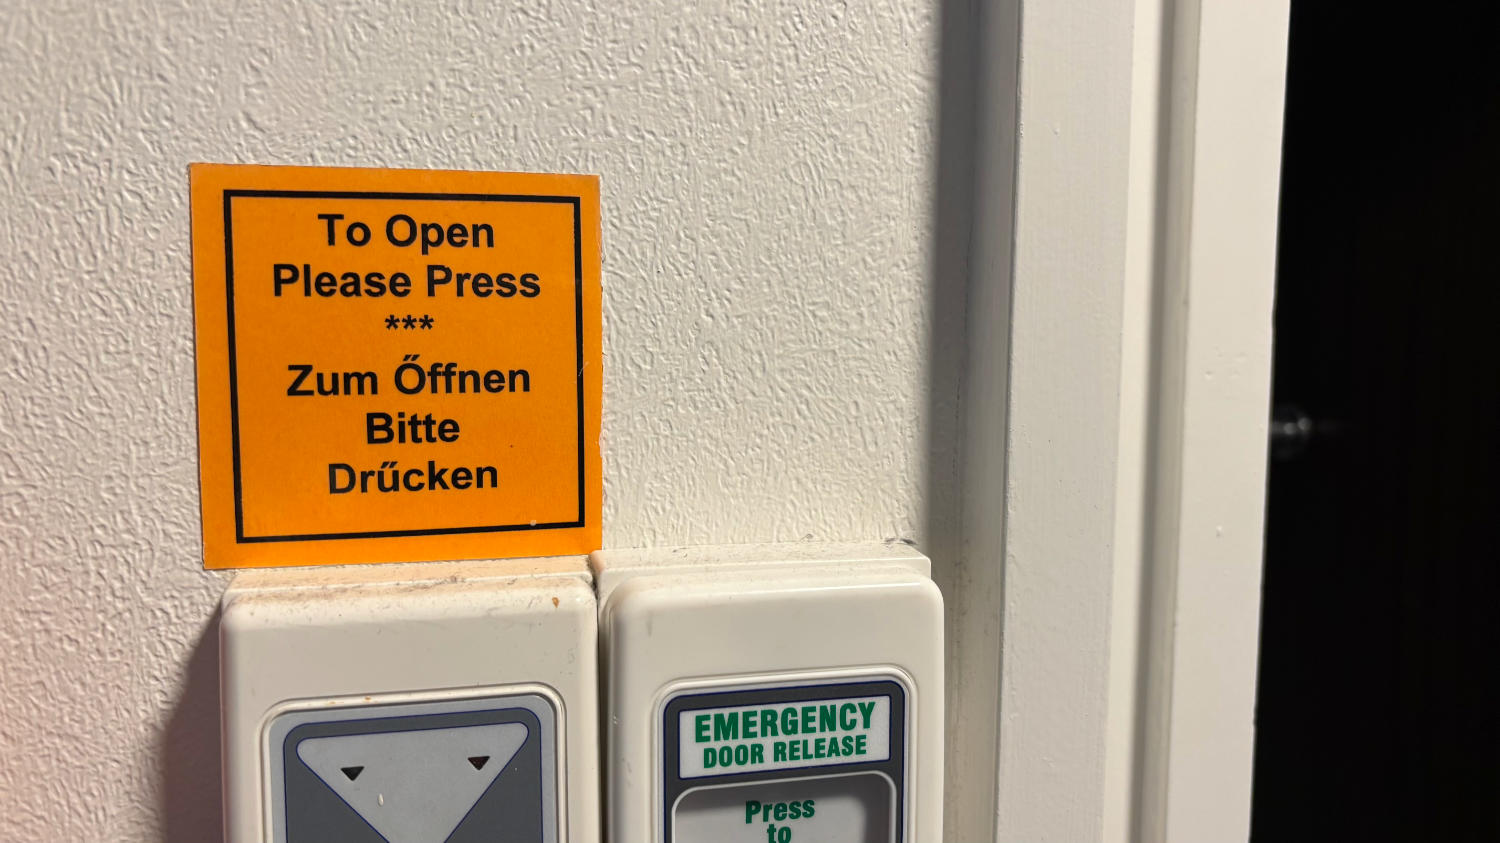 To Open
Please Press
***
Zum Őffnen
Bitte
Drűcken
EMERGENCY
DOOR RELEASE
Press
to